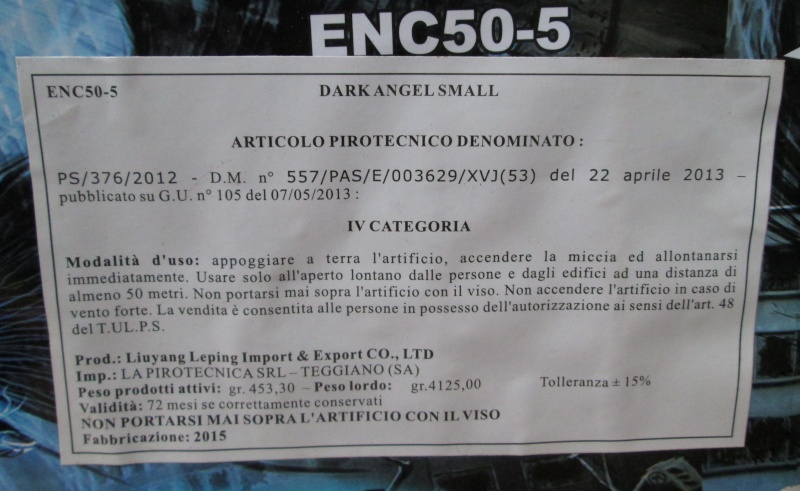 ENC50-5
ENC50-5 DARK ANGEL SMALL
ARTICOLO PIROTECNICO DENOMINATO :
PS/376/2012 - D.M. n° 557/PAS/E/003629/XVJ(53) del 22 aprile 2013 –
pubblicato su G.U. n° 105 del 07/05/2013 :
IV CATEGORIA
Modalità d'uso: appoggiare a terra l'artificio, accendere la miccia ed allontanarsi
immediatamente. Usare solo all'aperto lontano dalle persone e dagli edifici ad una distanza di
almeno 50 metri. Non portarsi mai sopra l'artificio con il viso. Non accendere l'artificio in caso di
vento forte. La vendita è consentita alle persone in possesso dell'autorizzazione ai sensi dell'art. 48
del T.UL.P.S.
Prod.: Liuyang Leping Import & Export CO., LTD
Imp.: LA PIROTECNICA SRL – TEGGIANO (SA)
Peso prodotti attivi: gr. 453,30 – Peso lordo: gr.4125,00 Tolleranza ± 15%
Validità: 72 mesi se correttamente conservati
NON PORTARSI MAI SOPRA L'ARTIFICIO CON IL VISO
Fabbricazione: 2015